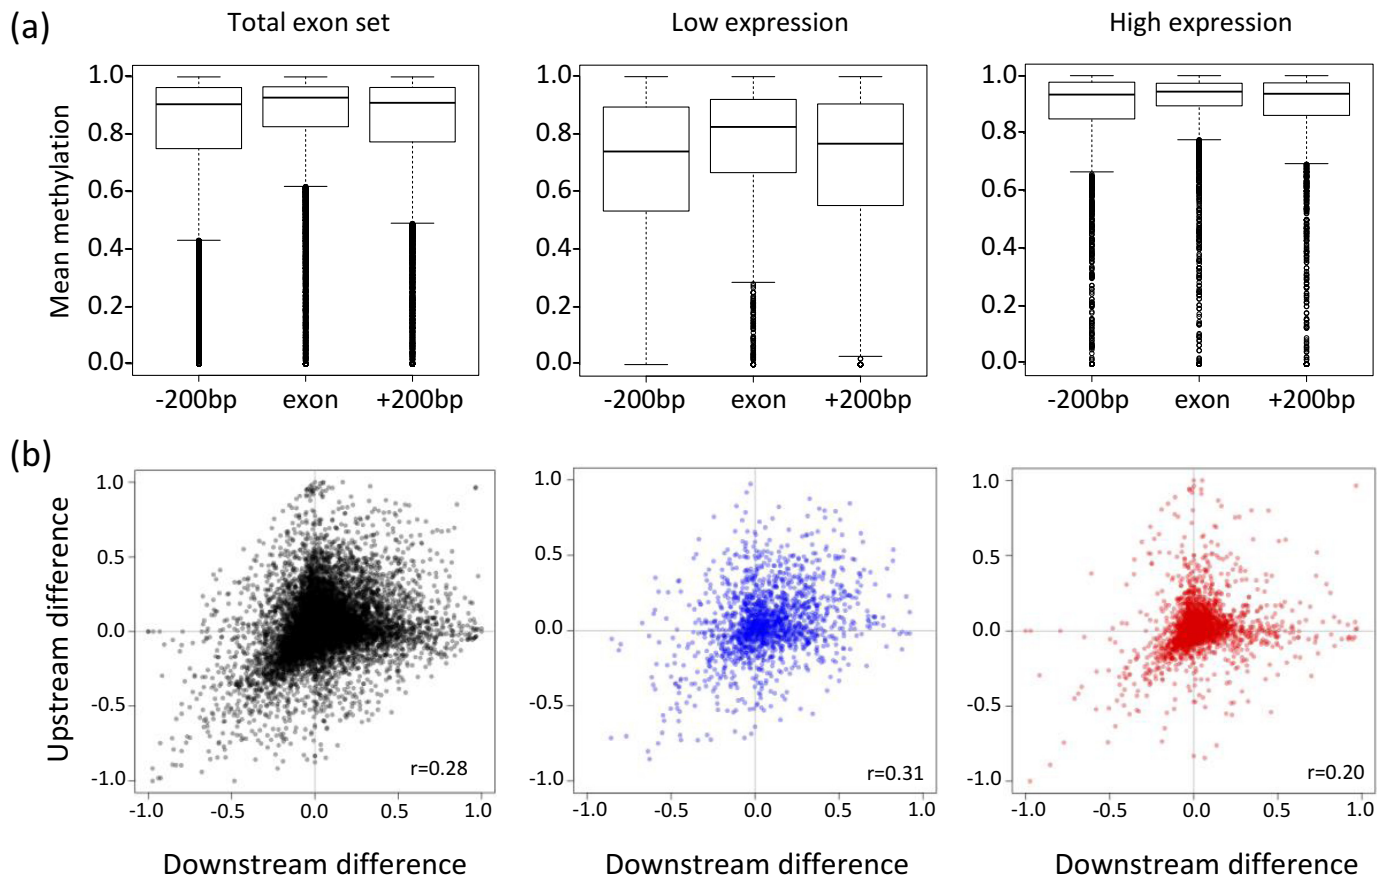 (a) Total exon set Low expression High expression
Mean methylation
1.0 1.0 1.0
0.8 0.8 0.8
0.6 0.6 0.6
0.4 0.4 0.4
0.2 0.2 0.2
0.0 0.0 0.0
-200bp exon +200bp -200bp exon +200bp -200bp exon +200bp
(b)
Upstream difference
1.0 1.0 1.0
0.5 0.5 0.5
0.0 0.0 0.0
-0.5 -0.5 -0.5
-1.0 -1.0 -1.0
r=0.28 r=0.31 r=0.20
-1.0 -0.5 0.0 0.5 1.0 -1.0 -0.5 0.0 0.5 1.0 -1.0 -0.5 0.0 0.5 1.0
Downstream difference Downstream difference Downstream difference